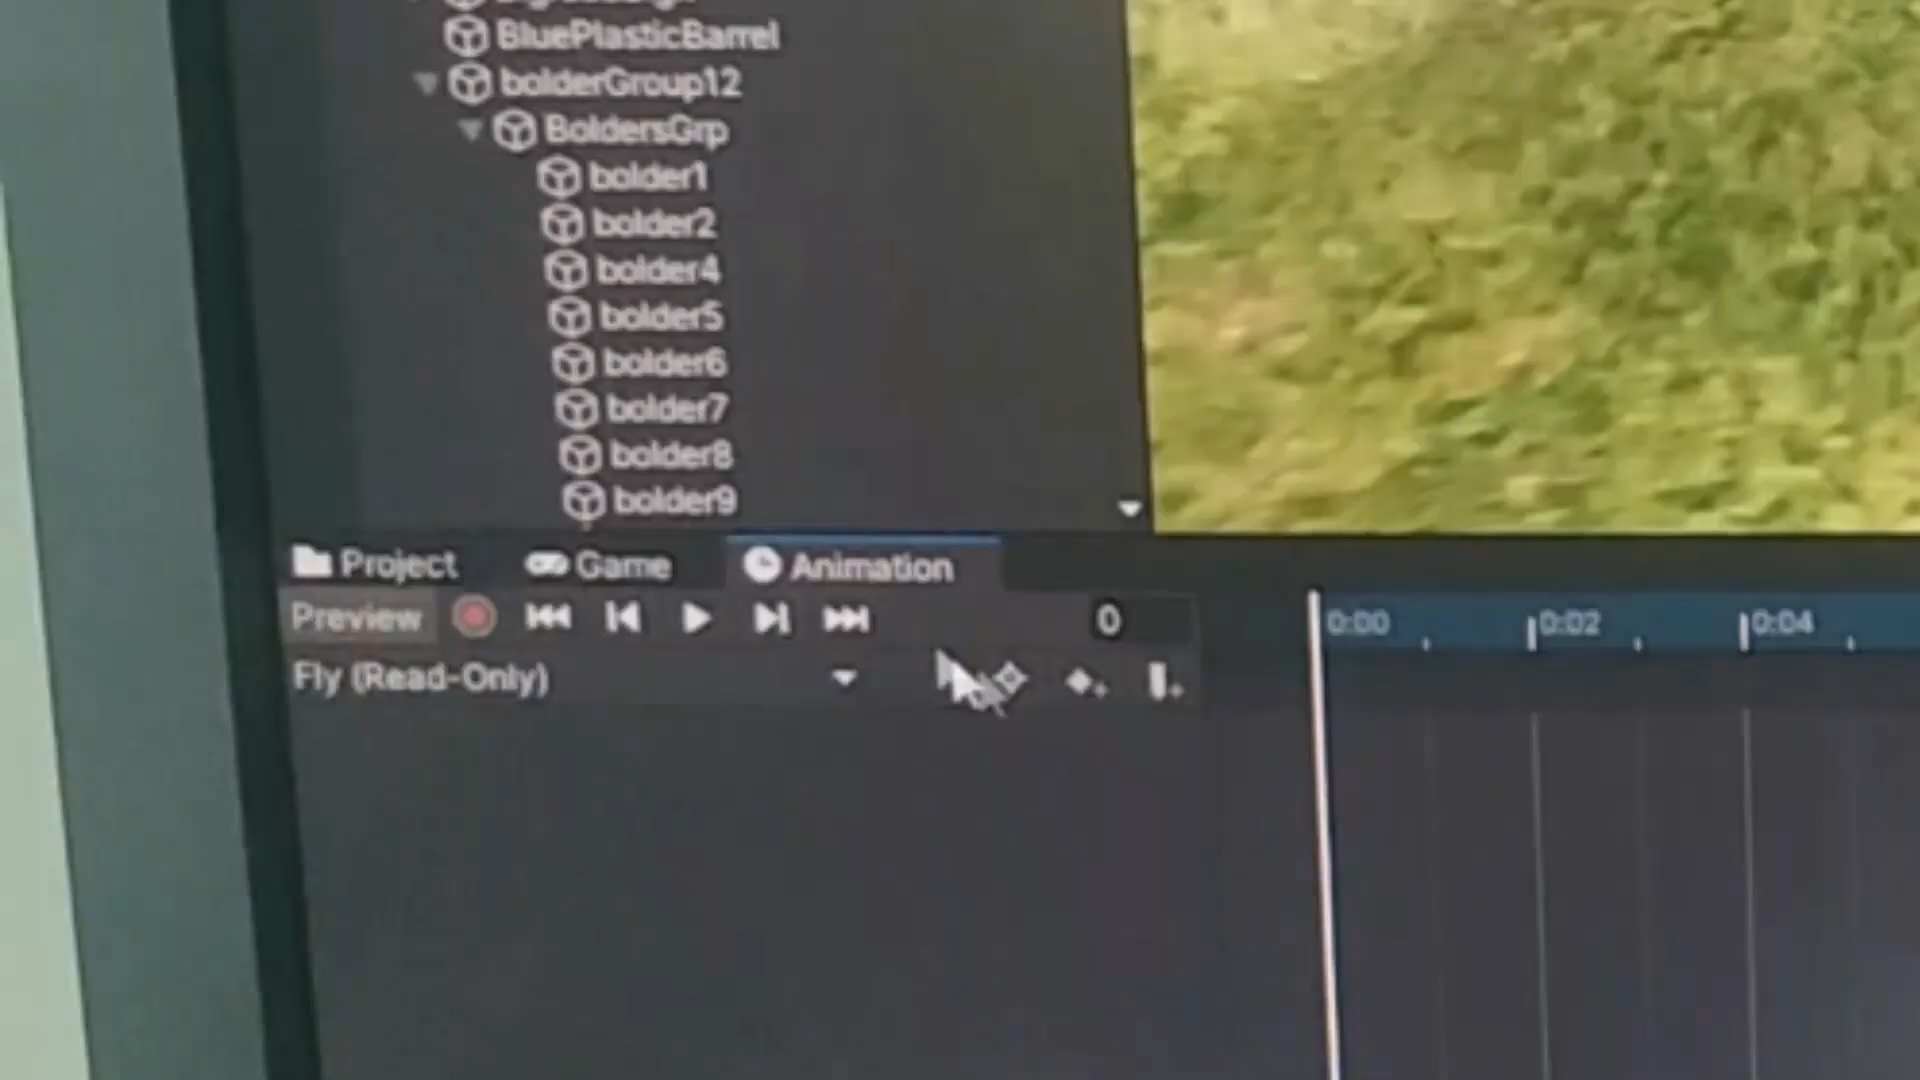 BluePlasticBarrel
bolderGroup12
BoldersGrp
bolder1
bolder2
bolder4
bolder5
bolder6
bolder7
bolder8
bolder9
Project Game Animation
Preview 0 0:00 0:02 0:04
Fly (Read-Only)